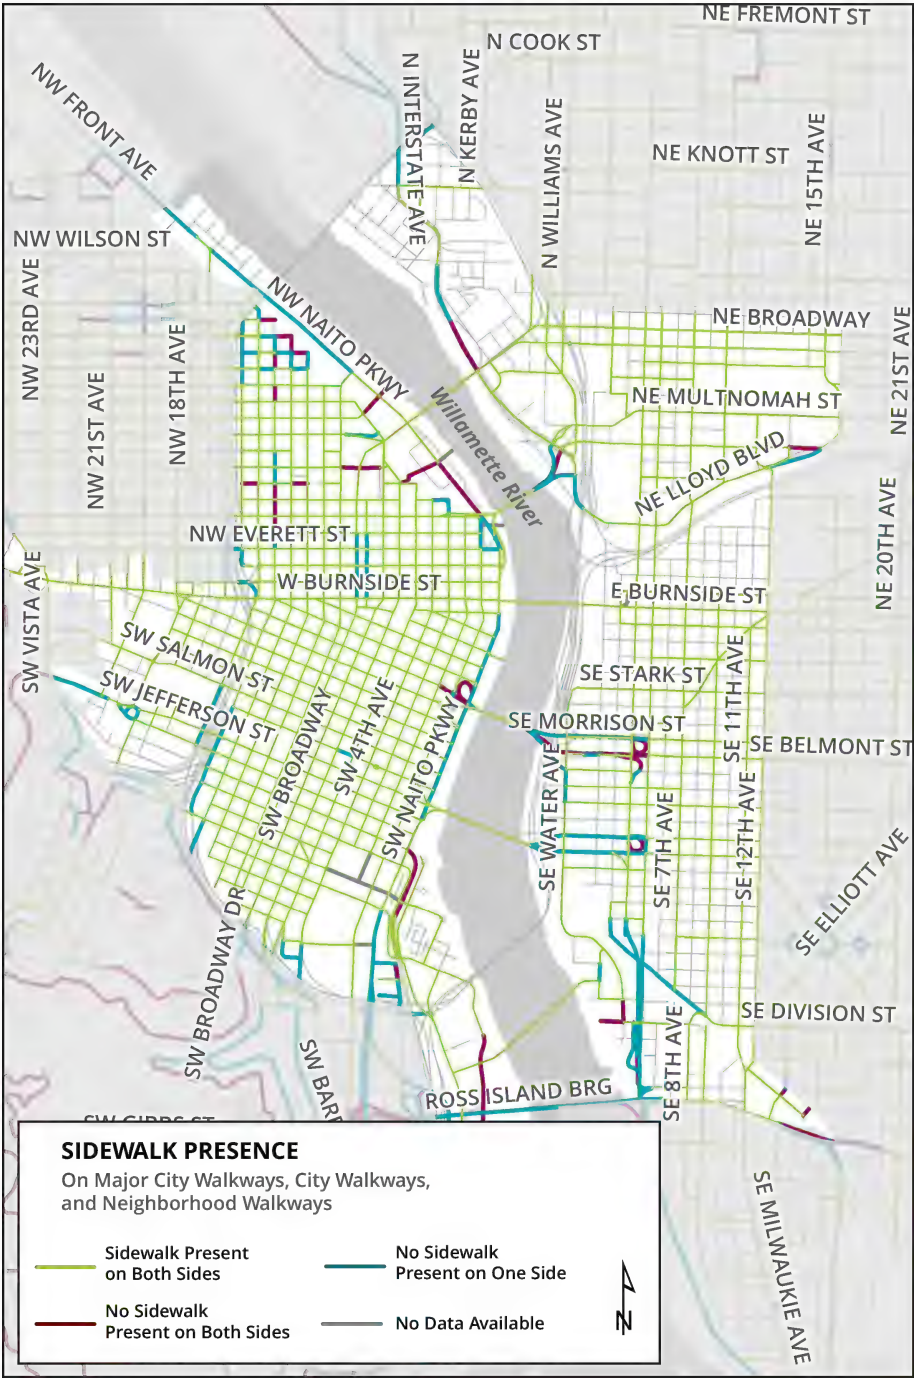 NE FREMONT ST
N COOK ST
N INTERSTATE AVE
N KERBY AVE
NW FRONT AVE
N WILLIAMS AVE
NE KNOTT ST
NE 15TH AVE
NW WILSON ST
NW 23RD AVE
NW NAITO PKWY
NE BROADWAY
NE 21ST AVE
NW 18TH AVE
NW 21ST AVE
Willamette River
NE MULTNOMAH ST
NE LLOYD BLVD
NE 20TH AVE
NW EVERETT ST
W BURNSIDE ST
E BURNSIDE ST
SW VISTA AVE
SW SALMON ST
SW JEFFERSON ST
SW BROADWAY
SW 4TH AVE
SW NAITO PKWY
SE STARK ST
SE 11TH AVE
SE MORRISON ST
SE BELMONT ST
SE WATER AVE
SE 7TH AVE
SE 12TH AVE
SE ELLIOTT AVE
SW BROADWAY DR
SE DIVISION ST
SE 8TH AVE
ROSS ISLAND BRG
SW GIBBS ST
SE MILWAUKIE AVE
SIDEWALK PRESENCE
On Major City Walkways, City Walkways,
and Neighborhood Walkways
Sidewalk Present
on Both Sides
No Sidewalk
Present on One Side
No Sidewalk
Present on Both Sides
No Data Available
N